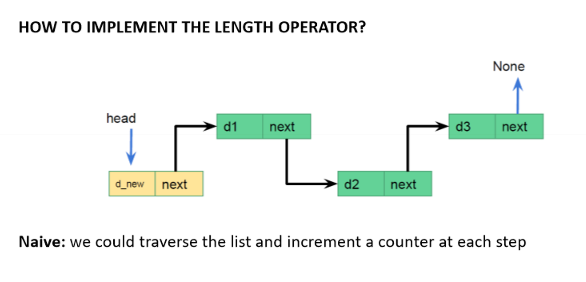 HOW TO IMPLEMENT THE LENGTH OPERATOR?
None
head
d1 next
d3 next
d_new next
d2 next
Naive: we could traverse the list and increment a counter at each step